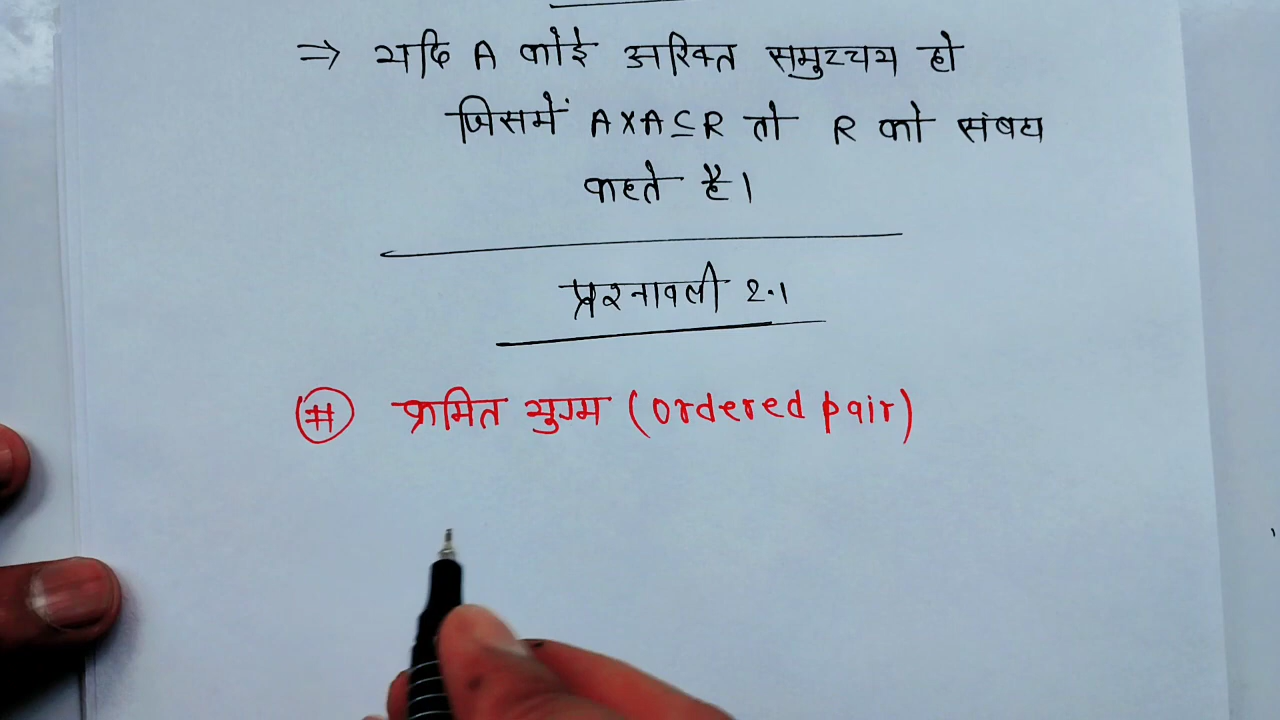 ⇒ यदि A कोई अरिक्त समुच्चय हो
जिसमें A×A⊆R तो R को संबंध
कहते है।
प्रश्नावली 2.1
# क्रमित युग्म (ordered pair)